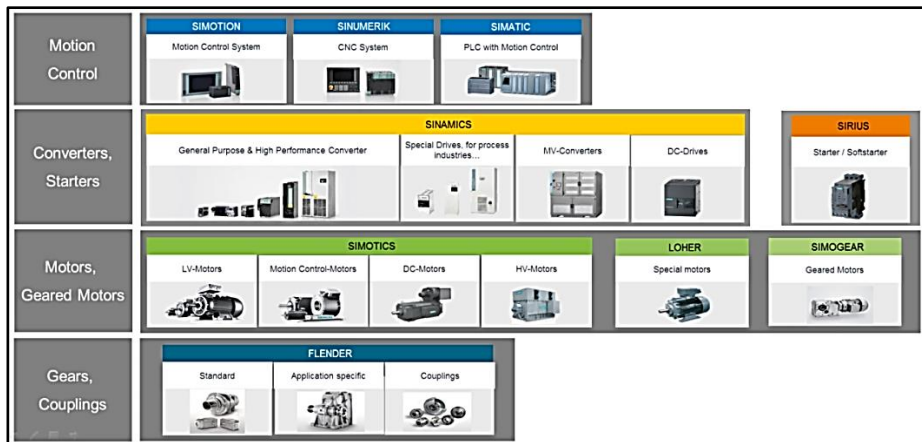 Motion
Control
SIMOTION
Motion Control System
SINUMERIK
CNC System
SIMATIC
PLC with Motion Control
Converters,
Starters
SINAMICS
General Purpose & High Performance Converter
Special Drives, for process
industries...
MV-Converters
DC-Drives
SIRIUS
Starter / Softstarter
Motors,
Geared Motors
SIMOTICS
LV-Motors
Motion Control-Motors
DC-Motors
HV-Motors
LOHER
Special motors
SIMOGEAR
Geared Motors
Gears,
Couplings
FLENDER
Standard
Application specific
Couplings